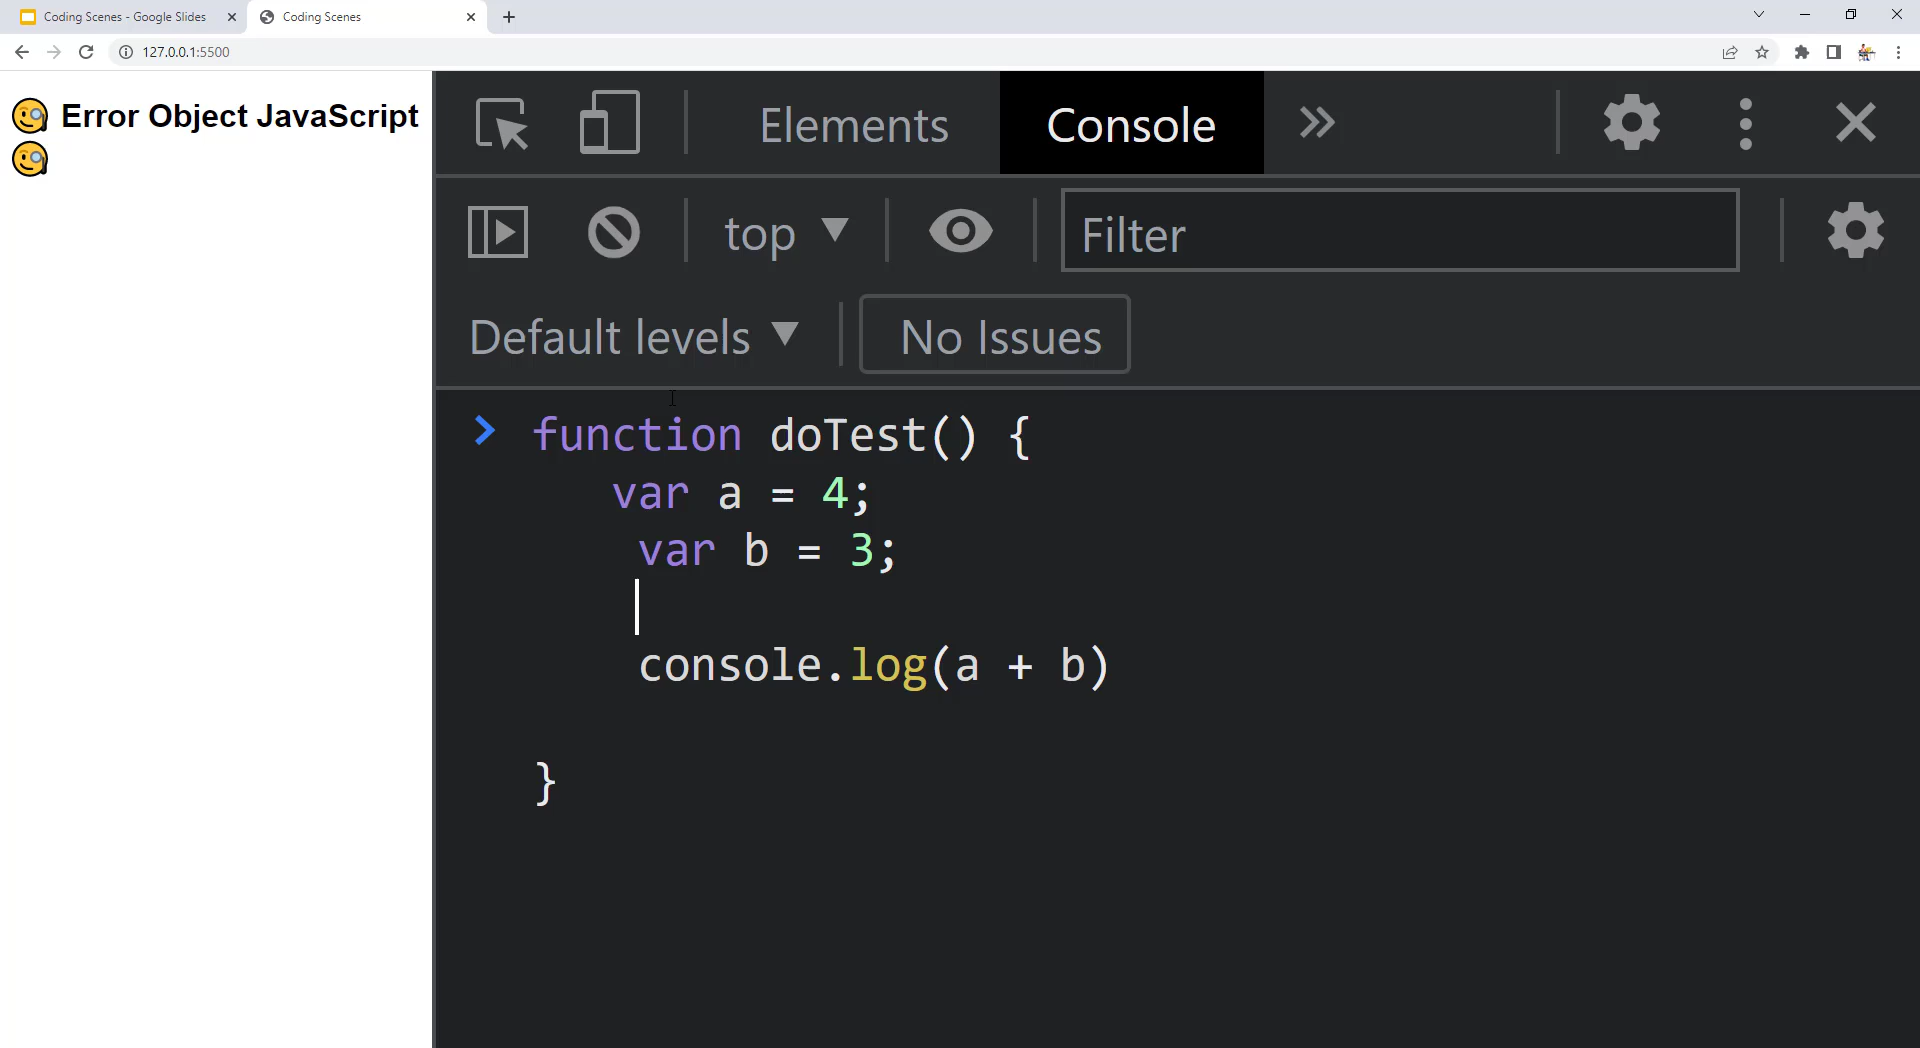 Coding Scenes - Google Slides
Coding Scenes
127.0.0.1:5500
🧐 Error Object JavaScript
🧐
Elements
Console
top
Filter
Default levels
No Issues
function doTest() {
var a = 4;
var b = 3;
console.log(a + b)
}